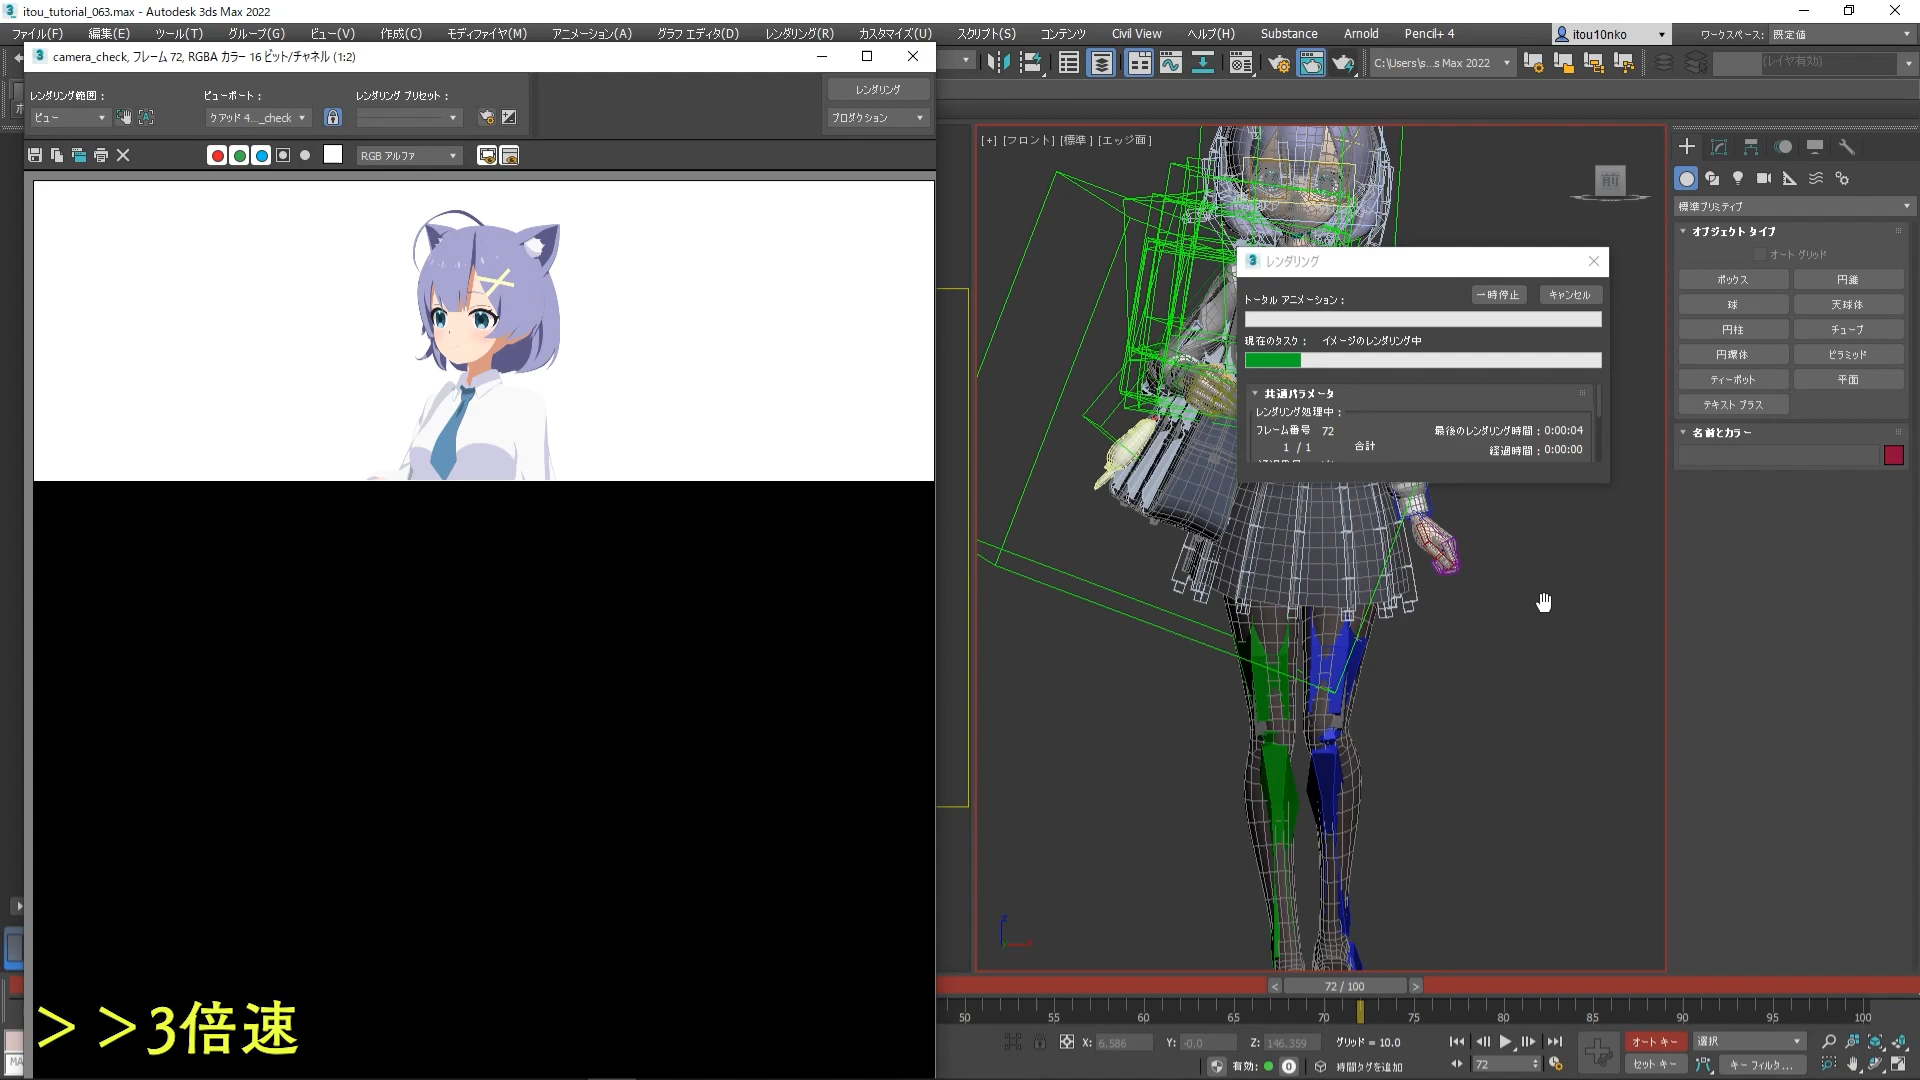 itou_tutorial_063.max - Autodesk 3ds Max 2022
ファイル(F) 編集(E) ツール(T) グループ(G) ビュー(V) 作成(C) モディファイヤ(M) アニメーション(A) グラフ エディタ(D) レンダリング(R) カスタマイズ(U) スクリプト(S) コンテンツ Civil View ヘルプ(H) Substance Arnold Pencil+ 4 itou10nko ワークスペース: 既定値
camera_check, フレーム 72, RGBA カラー 16 ビット/チャネル (1:2)
C:\Users\s...s Max 2022
(レイヤ有効)
レンダリング範囲 :
ビューポート :
レンダリング プリセット :
レンダリング
ビュー
クアッド 4..._check
プロダクション
RGB アルファ
[+] [フロント] [標準 ] [エッジ面 ]
前
標準プリミティブ
オブジェクト タイプ
オート グリッド
ボックス 円錐
球 天球体
円柱 チューブ
円環体 ピラミッド
ティーポット 平面
テキスト プラス
名前とカラー
レンダリング
トータル アニメーション :
一時停止 キャンセル
現在のタスク : イメージのレンダリング中
共通パラメータ
レンダリング処理中 :
フレーム番号 72
最後のレンダリング時間 : 0:00:04
1 / 1 合計
経過時間 : 0:00:00
＞＞3倍速
< 72 / 100 >
50 55 60 65 70 75 80 85 90 95 100
X: 6.586 Y: -0.0 Z: 146.359 グリッド = 10.0
オート キー 選択
有効: 時間タグを追加
72
セット キー キー フィルタ...